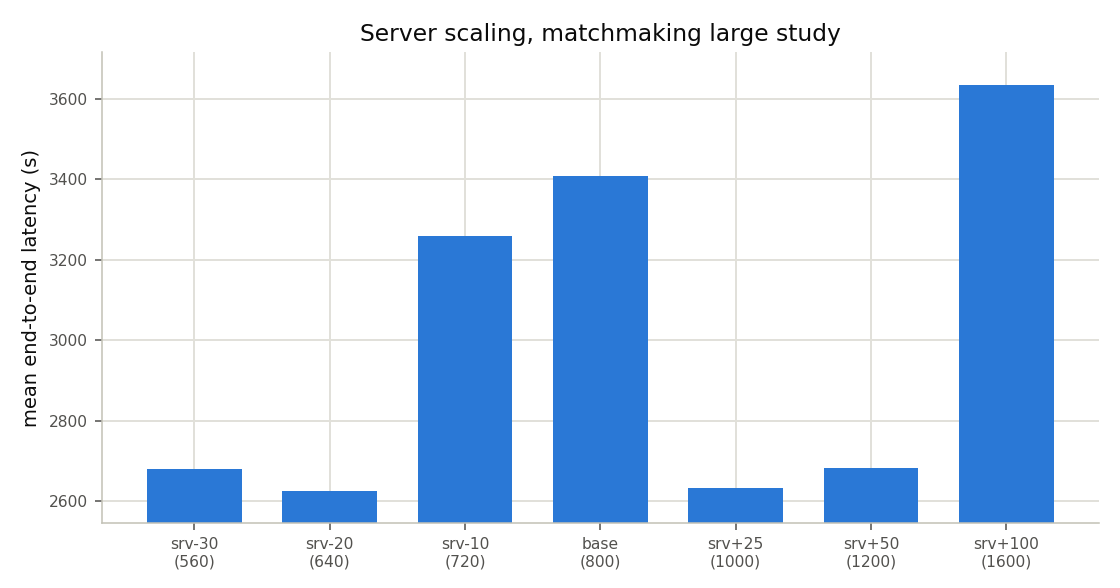 Server scaling, matchmaking large study
mean end-to-end latency (s)
3600
3400
3200
3000
2800
2600
srv-30
(560)
srv-20
(640)
srv-10
(720)
base
(800)
srv+25
(1000)
srv+50
(1200)
srv+100
(1600)